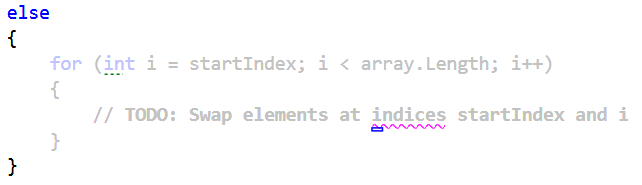 else
{
for (int i = startIndex; i < array.Length; i++)
{
// TODO: Swap elements at indices startIndex and i
}
}